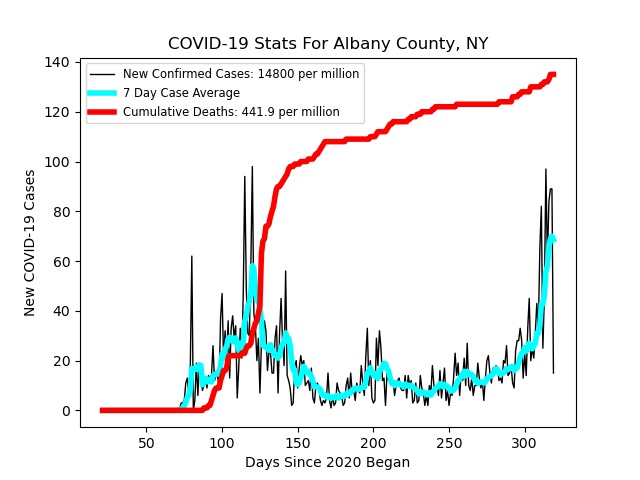 COVID-19 Stats For Albany County, NY
New Confirmed Cases: 14800 per million
7 Day Case Average
Cumulative Deaths: 441.9 per million
New COVID-19 Cases
140
120
100
80
60
40
20
0
50 100 150 200 250 300
Days Since 2020 Began